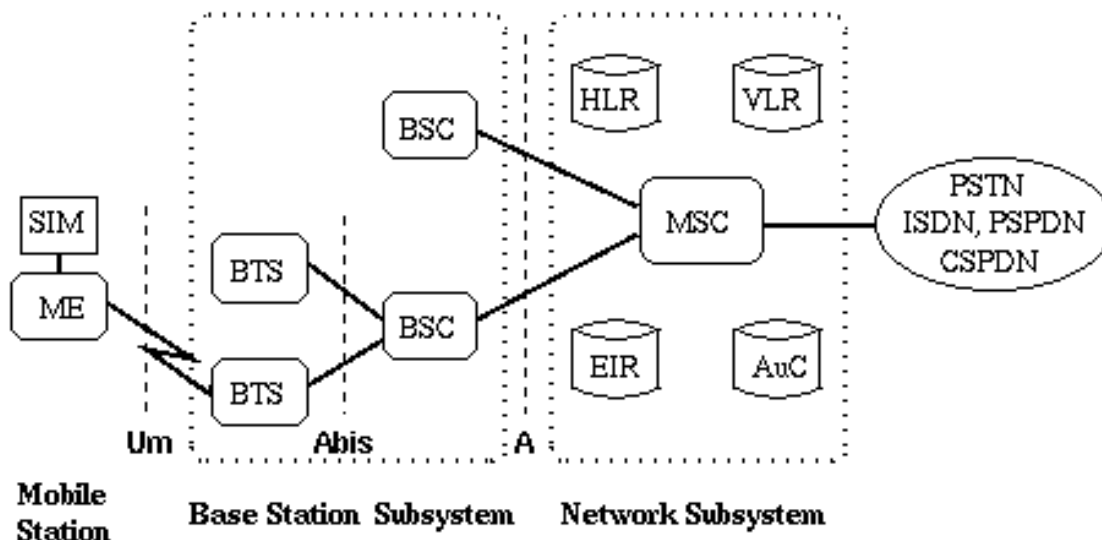 HLR
VLR
BSC
PSTN
ISDN, PSPDN
CSPDN
SIM
MSC
BTS
ME
BSC
EIR
AuC
BTS
Um
Abis
A
Mobile
Station
Base Station Subsystem
Network Subsystem